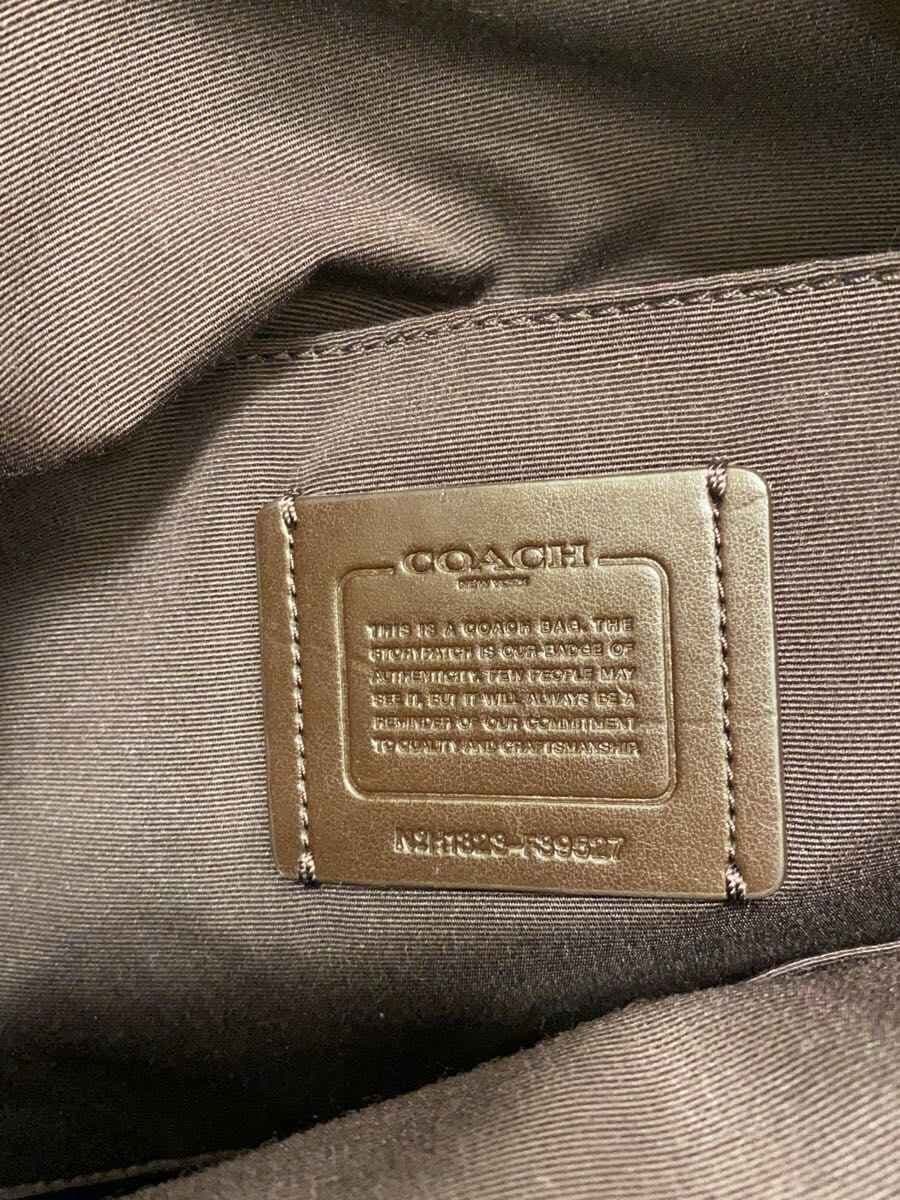 COACH
NEW YORK
THIS IS A COACH BAG. THE
STORYPATCH IS OUR BADGE OF
AUTHENTICITY. FEW PEOPLE MAY
SEE IT, BUT IT WILL ALWAYS BE A
REMINDER OF OUR COMMITMENT
TO QUALITY AND CRAFTSMANSHIP.